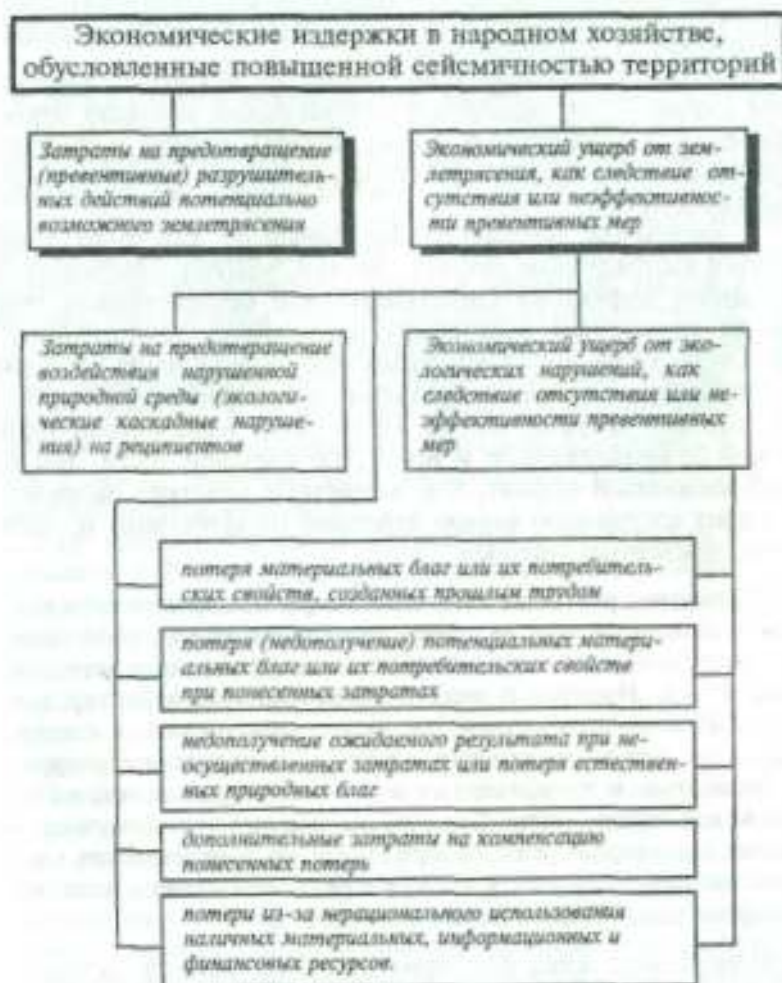 Экономические издержки в народном хозяйстве,
обусловленные повышенной сейсмичностью территорий
Затраты на предотвращение
(превентивные) разрушитель-
ных действий потенциально
возможного землетрясения
Экономический ущерб от зем-
летрясения, как следствие от-
сутствия или неэффективнос-
ти превентивных мер
Затраты на предотвращение
воздействия нарушенной
природной среды (экологи-
ческие каскадные наруше-
ния) на реципиентов
Экономический ущерб от эко-
логических нарушений, как
следствие отсутствия или не-
эффективности превентивных
мер
потеря материальных благ или их потребитель-
ских свойств, созданных прошлым трудом
потеря (недополучение) потенциальных матери-
альных благ или их потребительских свойств
при понесенных затратах
недополучение ожидаемого результата при не-
осуществленных затратах или потеря естествен-
ных природных благ
дополнительные затраты на компенсацию
понесенных потерь
потери из-за нерационального использования
наличных материальных, информационных и
финансовых ресурсов.